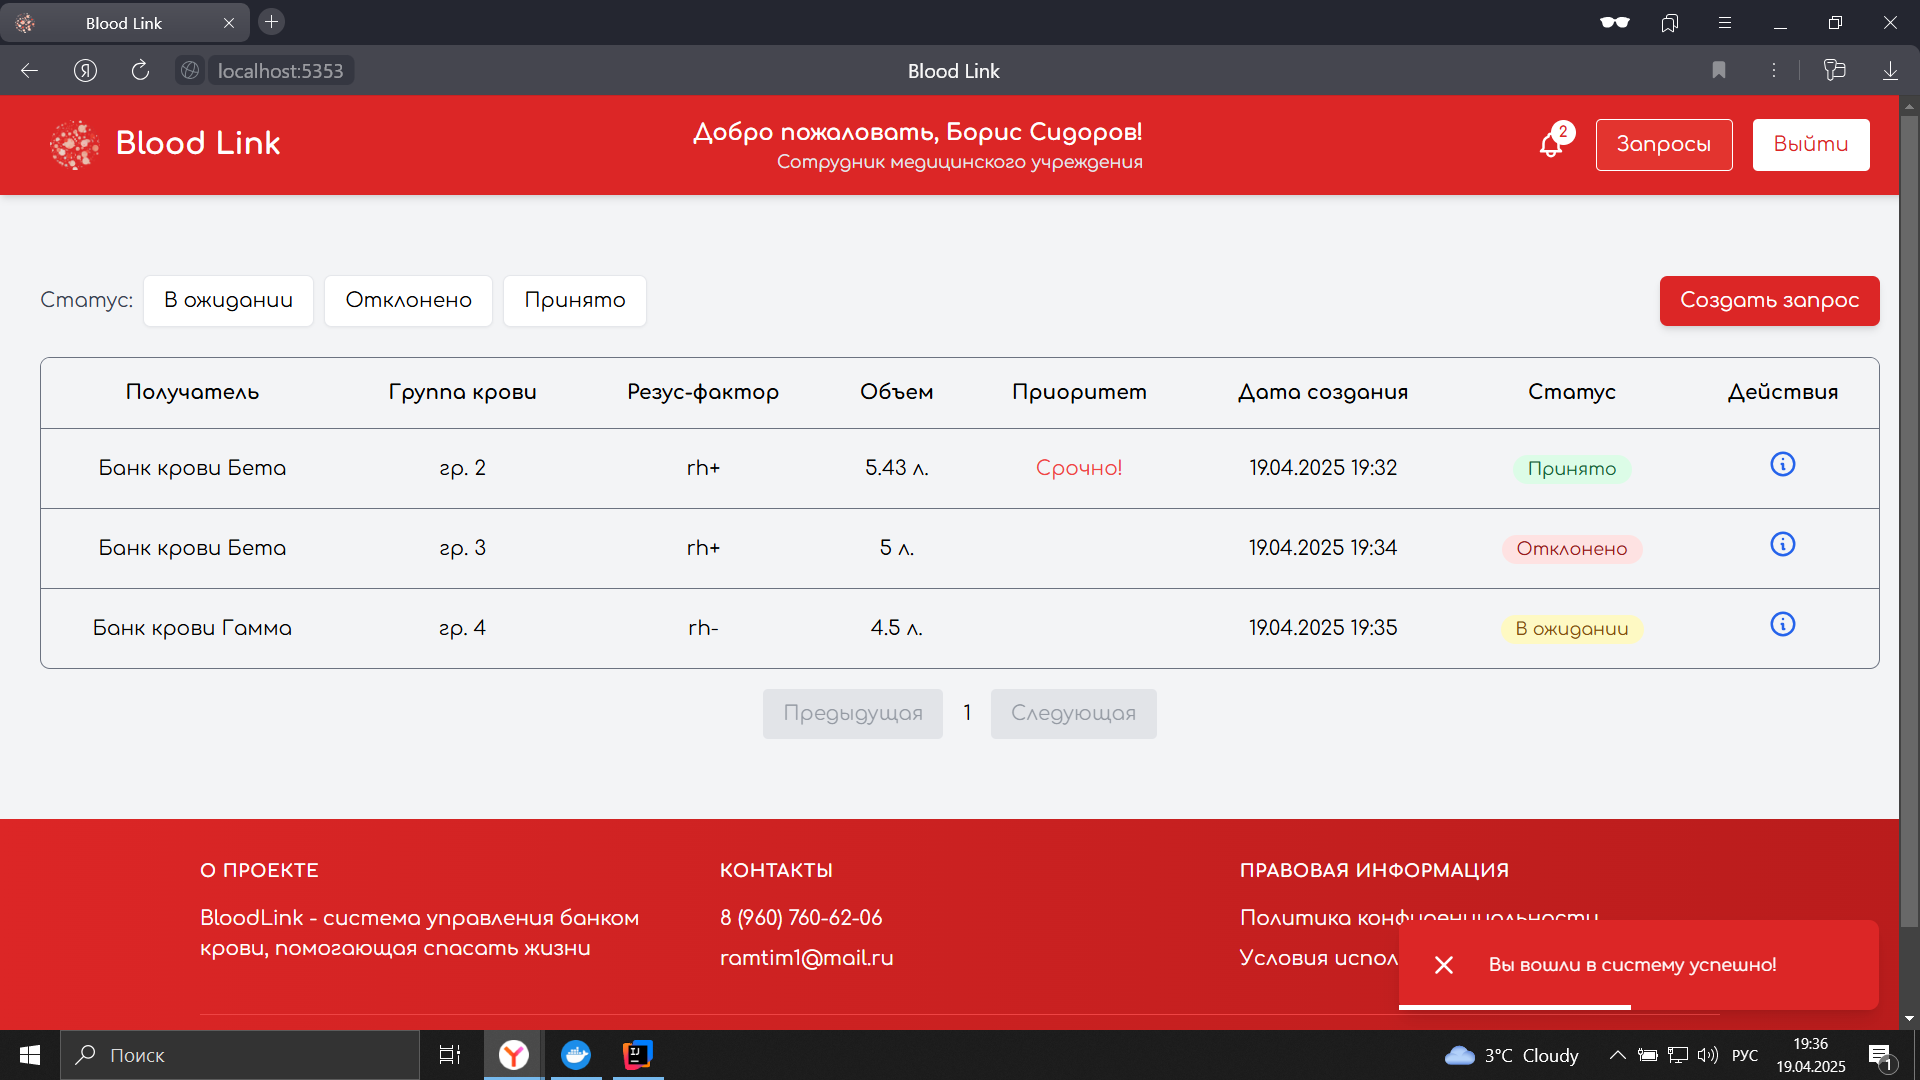 Blood Link
localhost:5353
Blood Link
Blood Link
Добро пожаловать, Борис Сидоров!
Сотрудник медицинского учреждения
2
Запросы
Выйти
Статус:
В ожидании
Отклонено
Принято
Создать запрос
Получатель Группа крови Резус-фактор Объем Приоритет Дата создания Статус Действия
Банк крови Бета гр. 2 rh+ 5.43 л. Срочно! 19.04.2025 19:32 Принято
Банк крови Бета гр. 3 rh+ 5 л. 19.04.2025 19:34 Отклонено
Банк крови Гамма гр. 4 rh- 4.5 л. 19.04.2025 19:35 В ожидании
Предыдущая 1 Следующая
О ПРОЕКТЕ
BloodLink - система управления банком
крови, помогающая спасать жизни
КОНТАКТЫ
8 (960) 760-62-06
ramtim1@mail.ru
ПРАВОВАЯ ИНФОРМАЦИЯ
Политика конфиденциальности
Условия испол
Вы вошли в систему успешно!
Поиск
3°C Cloudy
РУС
19:36
19.04.2025
1